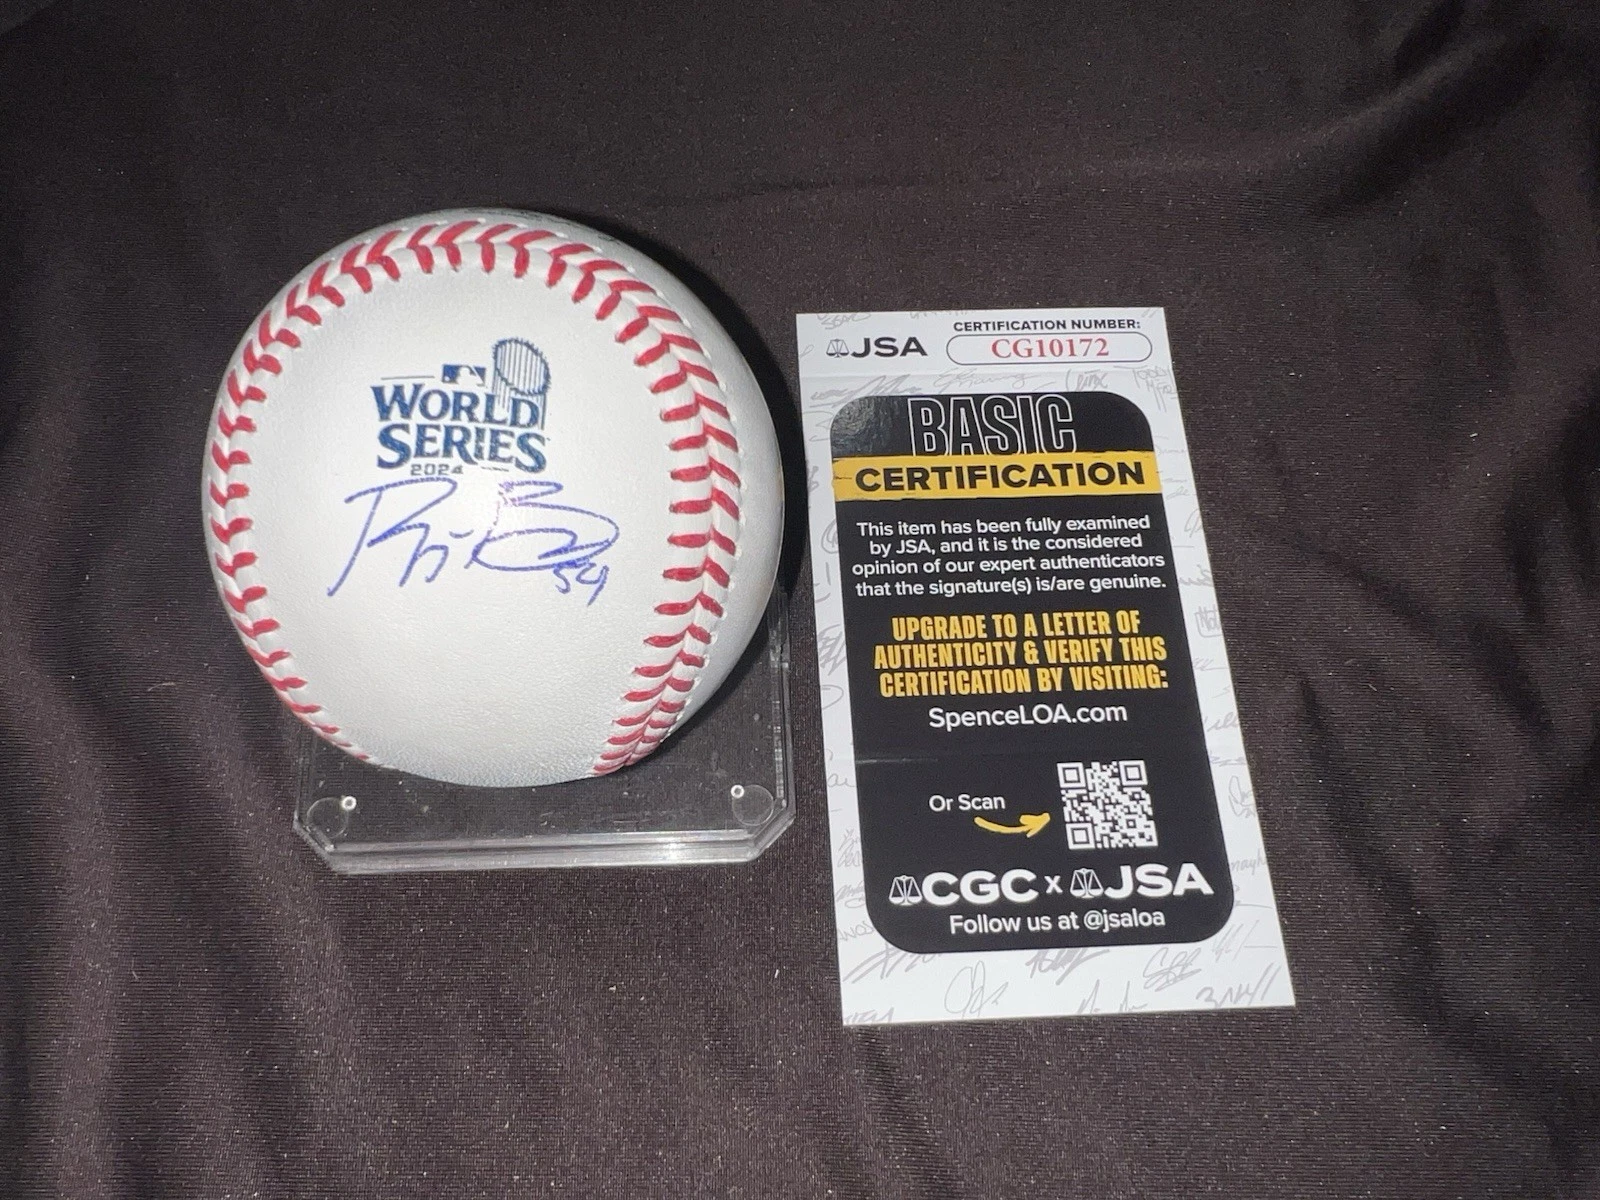 WORLD
SERIES
2024
54
JSA
CERTIFICATION NUMBER:
CG10172
BASIC
CERTIFICATION
This item has been fully examined
by JSA, and it is the considered
opinion of our expert authenticators
that the signature(s) is/are genuine.
UPGRADE TO A LETTER OF
AUTHENTICITY & VERIFY THIS
CERTIFICATION BY VISITING:
SpenceLOA.com
Or Scan
CGC x JSA
Follow us at @jsaloa